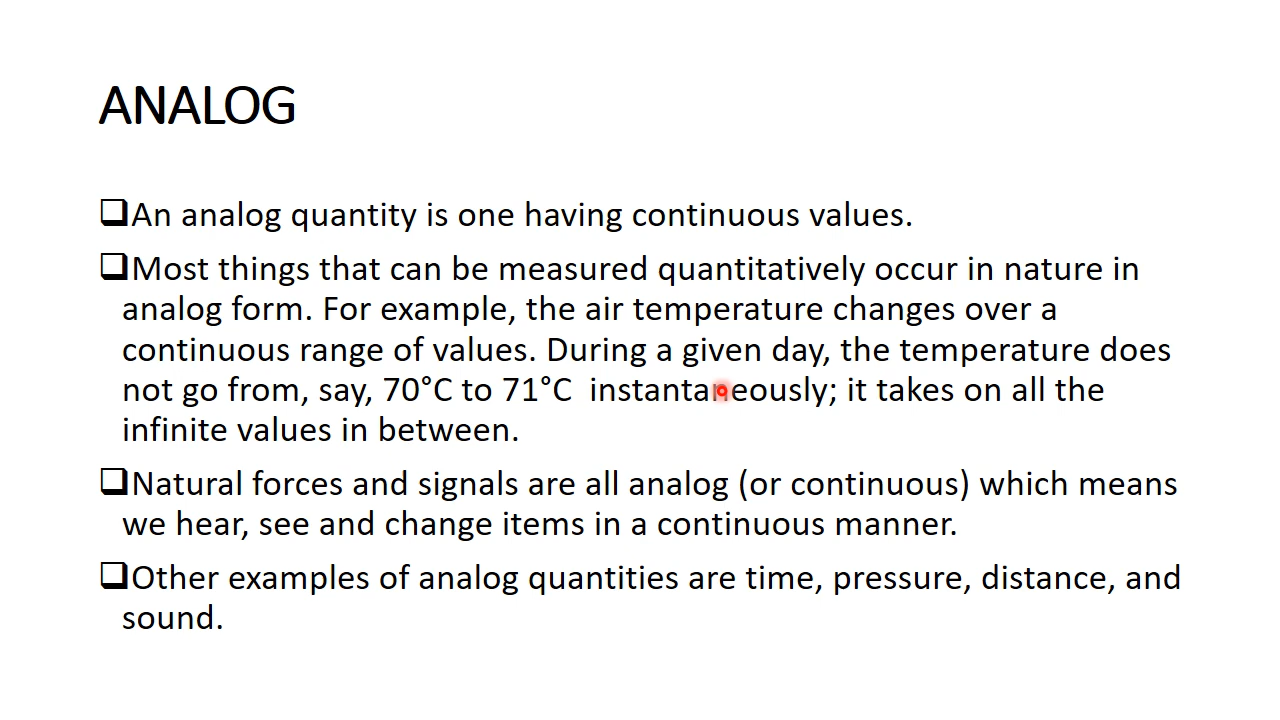 ANALOG
❑An analog quantity is one having continuous values.
❑Most things that can be measured quantitatively occur in nature in
analog form. For example, the air temperature changes over a
continuous range of values. During a given day, the temperature does
not go from, say, 70°C to 71°C  instantaneously; it takes on all the
infinite values in between.
❑Natural forces and signals are all analog (or continuous) which means
we hear, see and change items in a continuous manner.
❑Other examples of analog quantities are time, pressure, distance, and
sound.